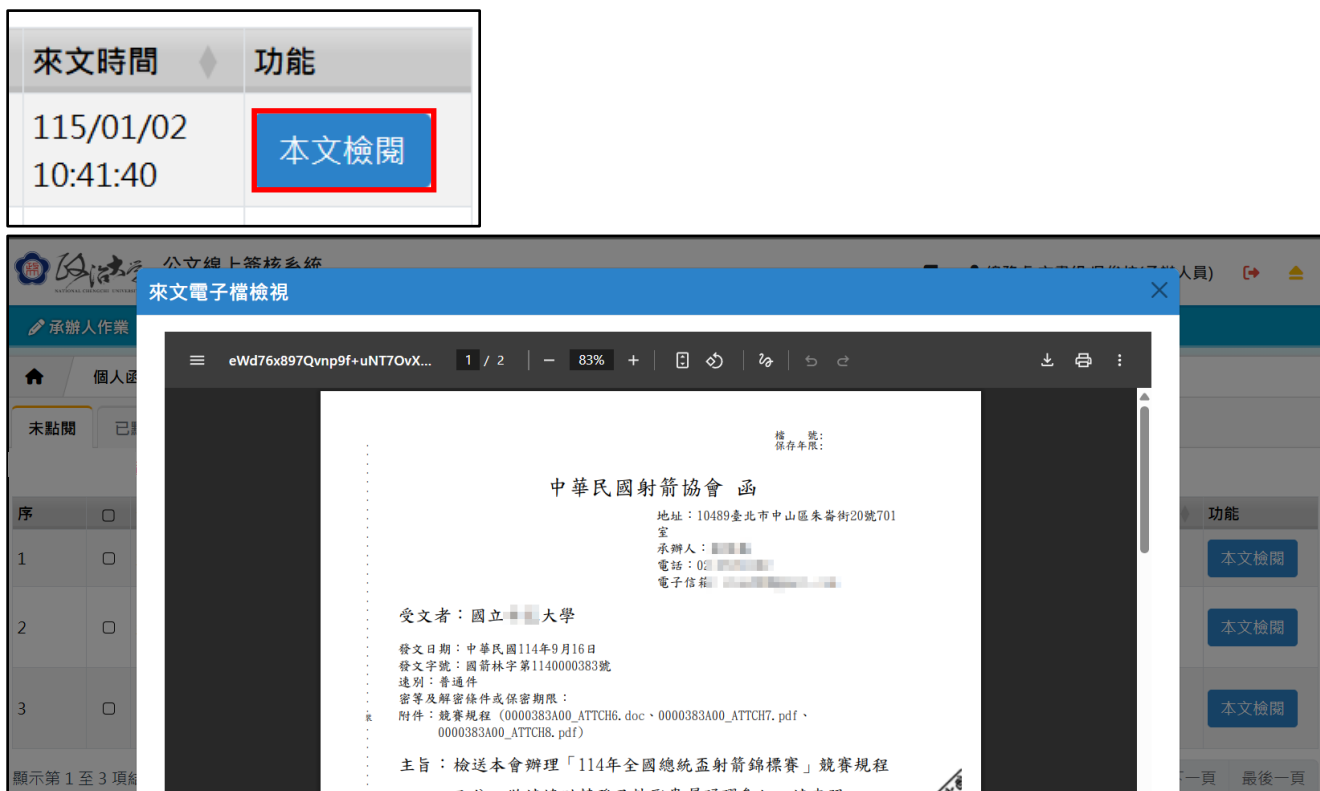 來文時間 功能
115/01/02
10:41:40
本文檢閱
政治大學
公文線上簽核系統
人員)
來文電子檔檢視
承辦人作業
eWd76x897Qvnp9f+uNT7OvX... 1 / 2 83%
個人函
未點閱
檔 號:
保存年限:
中華民國射箭協會 函
地址：10489臺北市中山區朱崙街20號701
室
承辦人：
電話：02
電子信箱
受文者：國立 大學
發文日期：中華民國114年9月16日
發文字號：國箭林字第1140000383號
速別：普通件
密等及解密條件或保密期限：
附件：競賽規程（0000383A00_ATTCH6.doc、0000383A00_ATTCH7.pdf、
0000383A00_ATTCH8.pdf）
主旨：檢送本會辦理「114年全國總統盃射箭錦標賽」競賽規程
序 功能
1 本文檢閱
2 本文檢閱
3 本文檢閱
顯示第 1 至 3 項結
一頁 最後一頁